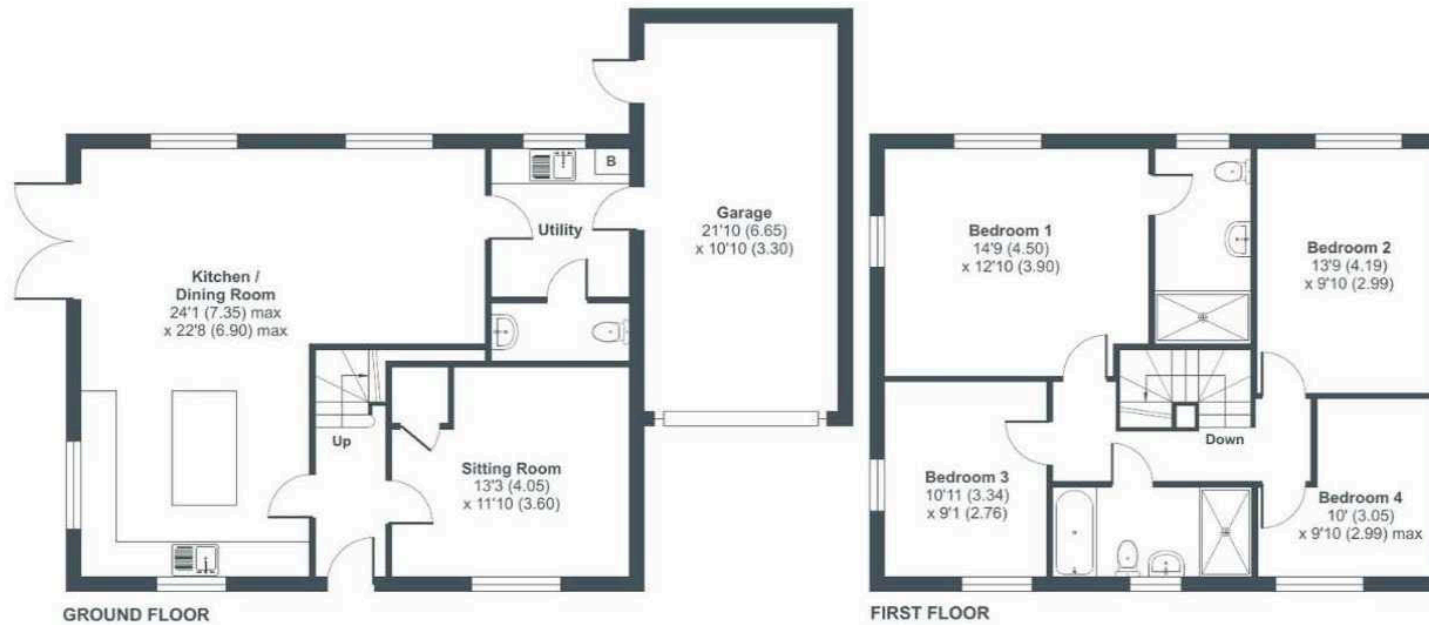 Kitchen /
Dining Room
24'1 (7.35) max
x 22'8 (6.90) max
B
Utility
Garage
21'10 (6.65)
x 10'10 (3.30)
Up
Sitting Room
13'3 (4.05)
x 11'10 (3.60)
GROUND FLOOR
Bedroom 1
14'9 (4.50)
x 12'10 (3.90)
Bedroom 2
13'9 (4.19)
x 9'10 (2.99)
Down
Bedroom 3
10'11 (3.34)
x 9'1 (2.76)
Bedroom 4
10' (3.05)
x 9'10 (2.99) max
FIRST FLOOR